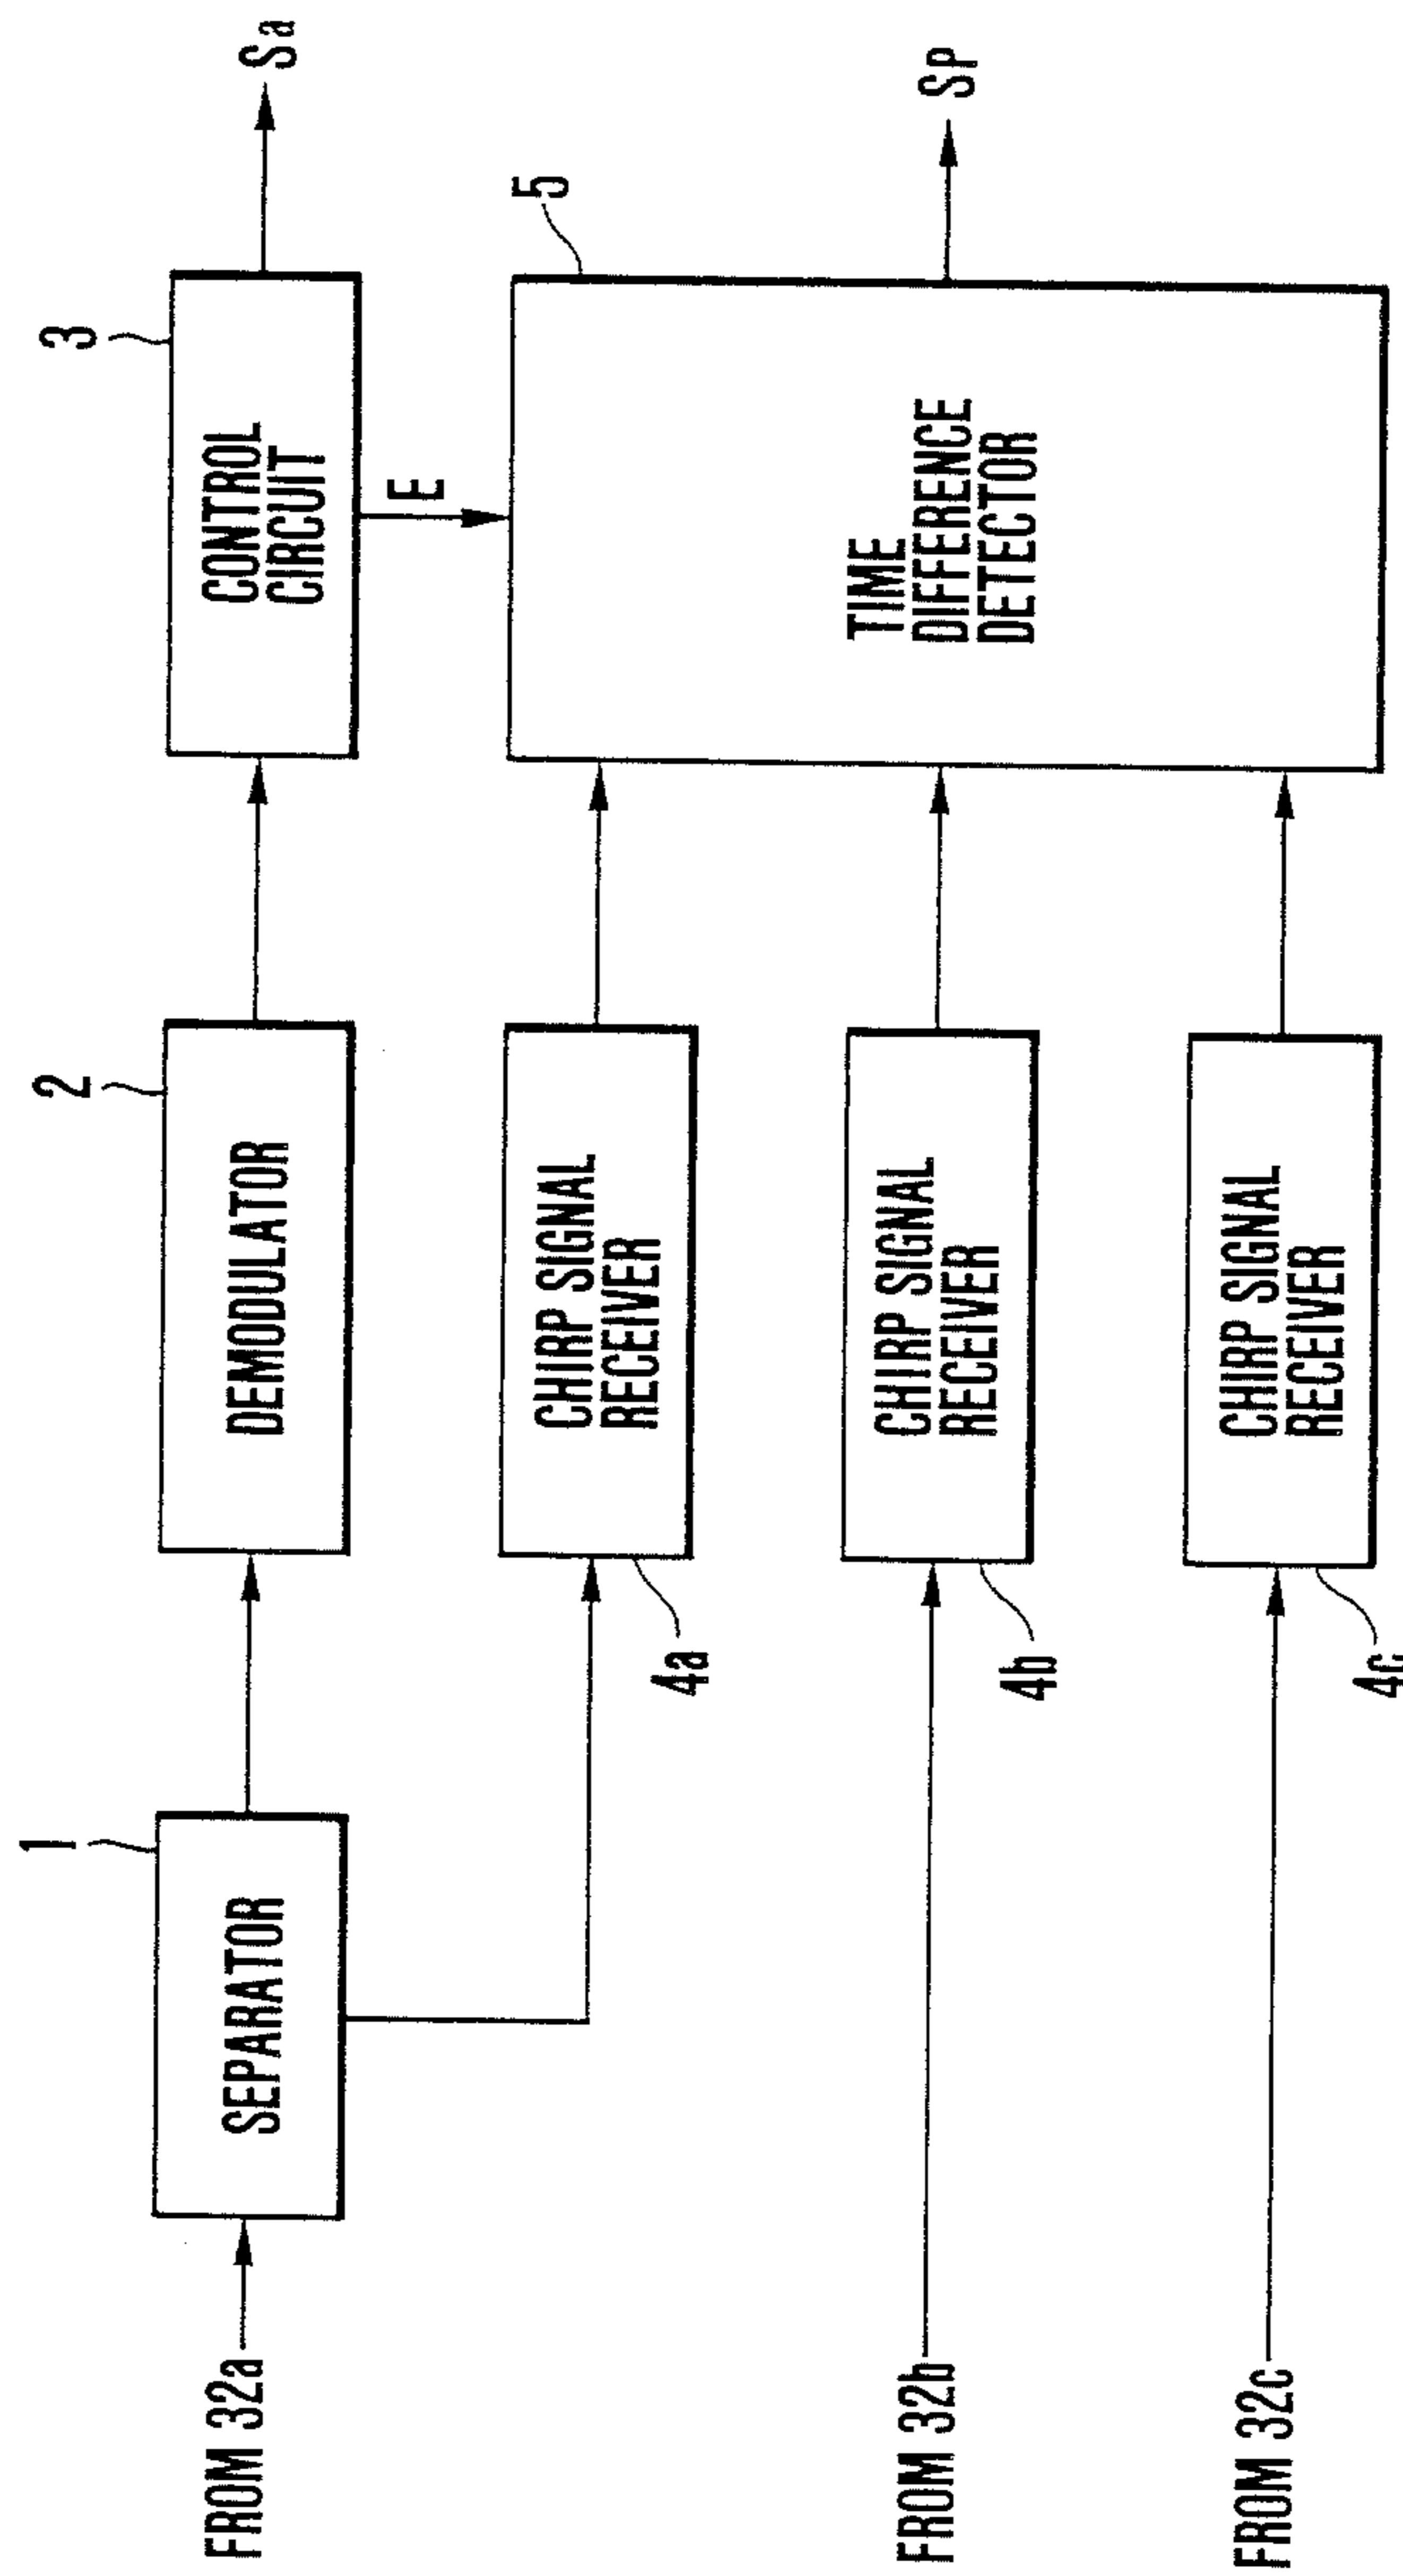 FROM 32a
1
SEPARATOR
2
DEMODULATOR
3
CONTROL
CIRCUIT
Sa
E
4a
CHIRP SIGNAL
RECEIVER
5
TIME
DIFFERENCE
DETECTOR
SP
FROM 32b
4b
CHIRP SIGNAL
RECEIVER
FROM 32c
4c
CHIRP SIGNAL
RECEIVER